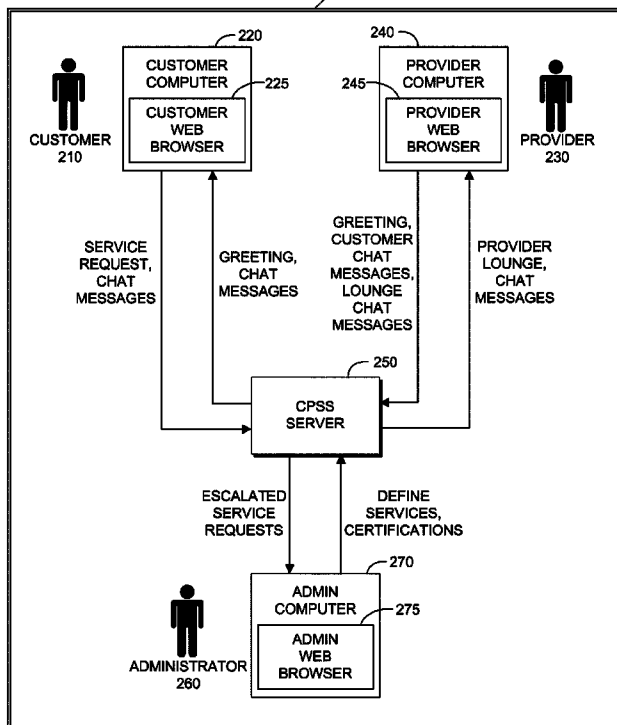 220
CUSTOMER
COMPUTER
225
CUSTOMER
WEB
BROWSER
CUSTOMER
210
240
PROVIDER
COMPUTER
245
PROVIDER
WEB
BROWSER
PROVIDER
230
SERVICE
REQUEST,
CHAT
MESSAGES
GREETING,
CHAT
MESSAGES
GREETING,
CUSTOMER
CHAT
MESSAGES,
LOUNGE
CHAT
MESSAGES
PROVIDER
LOUNGE,
CHAT
MESSAGES
250
CPSS
SERVER
ESCALATED
SERVICE
REQUESTS
DEFINE
SERVICES,
CERTIFICATIONS
270
ADMIN
COMPUTER
275
ADMIN
WEB
BROWSER
ADMINISTRATOR
260